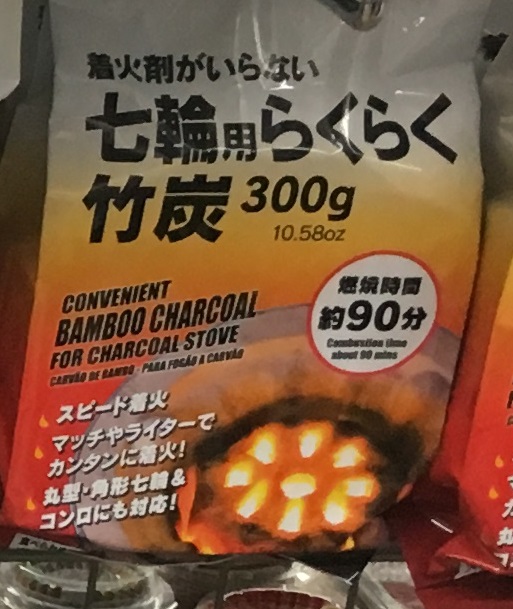 着火剤がいらない
七輪用らくらく
竹炭 300g
10.58oz
燃焼時間
約90分
Combustion time
about 90 mins
CONVENIENT
BAMBOO CHARCOAL
FOR CHARCOAL STOVE
CARVÃO DE BAMBO - PARA FOGÃO A CARVÃO
スピード着火
マッチやライターで
カンタンに着火!
丸型・角形七輪&
コンロにも対応!